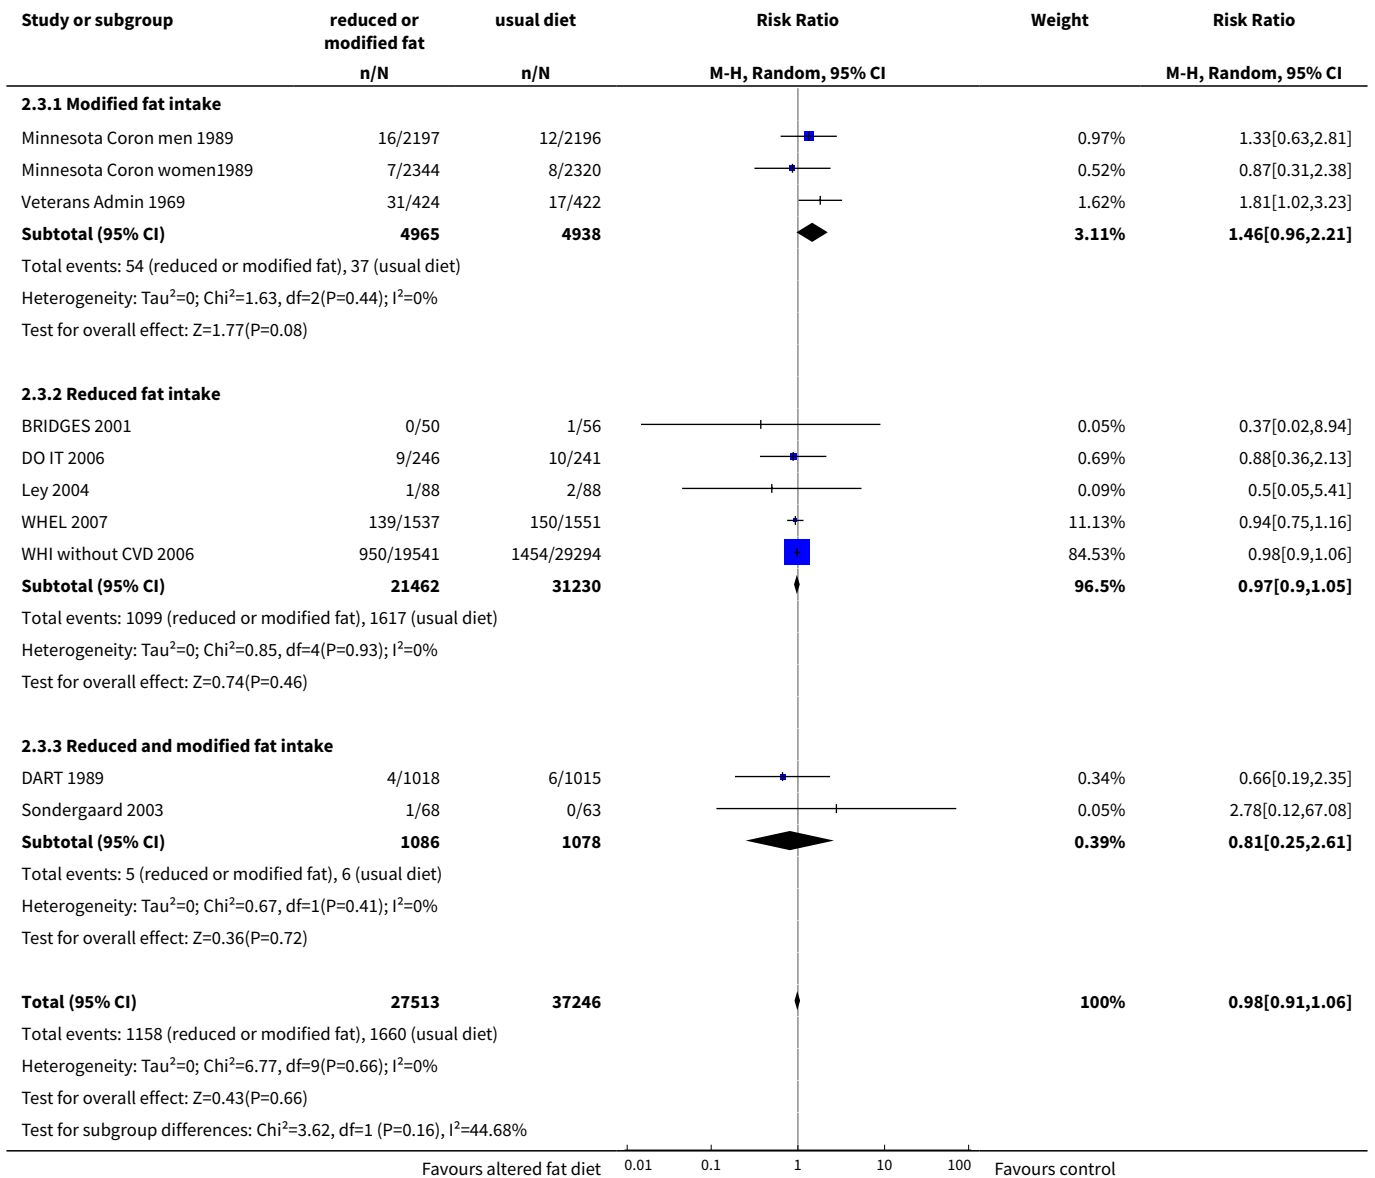 Study or subgroup reduced or usual diet Risk Ratio Weight Risk Ratio
modified fat
n/N n/N M-H, Random, 95% CI M-H, Random, 95% CI
2.3.1 Modified fat intake
Minnesota Coron men 1989 16/2197 12/2196 0.97% 1.33[0.63,2.81]
Minnesota Coron women1989 7/2344 8/2320 0.52% 0.87[0.31,2.38]
Veterans Admin 1969 31/424 17/422 1.62% 1.81[1.02,3.23]
Subtotal (95% CI) 4965 4938 3.11% 1.46[0.96,2.21]
Total events: 54 (reduced or modified fat), 37 (usual diet)
Heterogeneity: Tau²=0; Chi²=1.63, df=2(P=0.44); I²=0%
Test for overall effect: Z=1.77(P=0.08)
2.3.2 Reduced fat intake
BRIDGES 2001 0/50 1/56 0.05% 0.37[0.02,8.94]
DO IT 2006 9/246 10/241 0.69% 0.88[0.36,2.13]
Ley 2004 1/88 2/88 0.09% 0.5[0.05,5.41]
WHEL 2007 139/1537 150/1551 11.13% 0.94[0.75,1.16]
WHI without CVD 2006 950/19541 1454/29294 84.53% 0.98[0.9,1.06]
Subtotal (95% CI) 21462 31230 96.5% 0.97[0.9,1.05]
Total events: 1099 (reduced or modified fat), 1617 (usual diet)
Heterogeneity: Tau²=0; Chi²=0.85, df=4(P=0.93); I²=0%
Test for overall effect: Z=0.74(P=0.46)
2.3.3 Reduced and modified fat intake
DART 1989 4/1018 6/1015 0.34% 0.66[0.19,2.35]
Sondergaard 2003 1/68 0/63 0.05% 2.78[0.12,67.08]
Subtotal (95% CI) 1086 1078 0.39% 0.81[0.25,2.61]
Total events: 5 (reduced or modified fat), 6 (usual diet)
Heterogeneity: Tau²=0; Chi²=0.67, df=1(P=0.41); I²=0%
Test for overall effect: Z=0.36(P=0.72)
Total (95% CI) 27513 37246 100% 0.98[0.91,1.06]
Total events: 1158 (reduced or modified fat), 1660 (usual diet)
Heterogeneity: Tau²=0; Chi²=6.77, df=9(P=0.66); I²=0%
Test for overall effect: Z=0.43(P=0.66)
Test for subgroup differences: Chi²=3.62, df=1 (P=0.16), I²=44.68%
Favours altered fat diet 0.01 0.1 1 10 100 Favours control